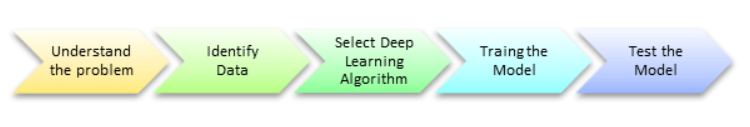 Understand
the problem
Identify
Data
Select Deep
Learning
Algorithm
Traing the
Model
Test the
Model